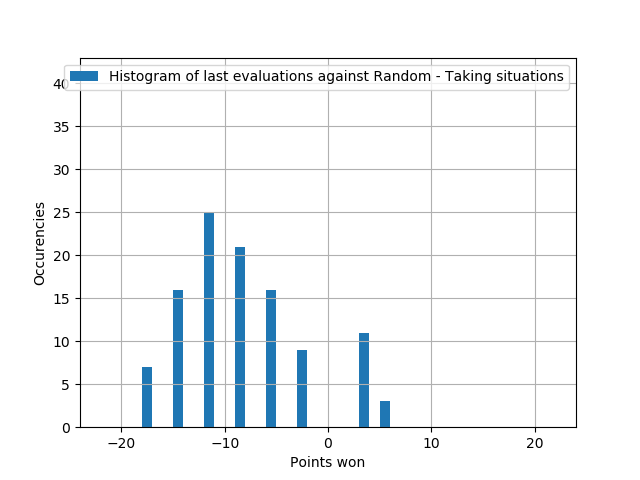 Histogram of last evaluations against Random - Taking situations
40
35
30
25
20
15
10
5
0
Occurencies
−20 −10 0 10 20
Points won